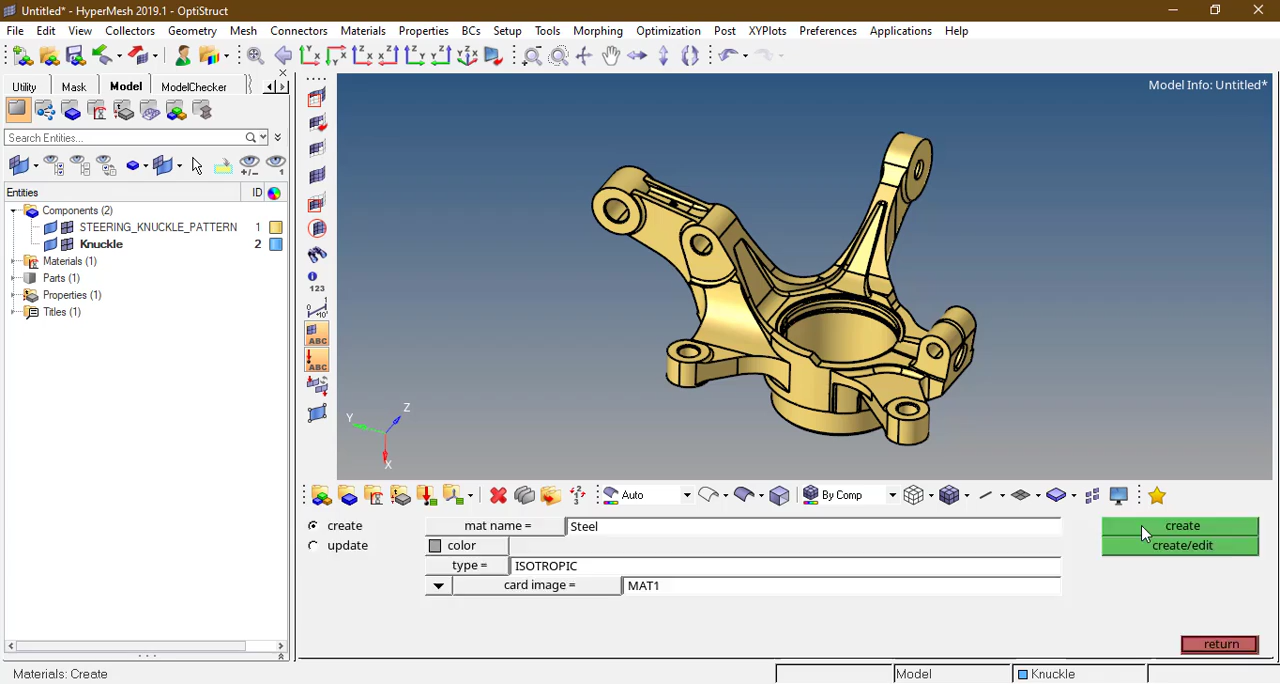 Untitled* - HyperMesh 2019.1 - OptiStruct
File Edit View Collectors Geometry Mesh Connectors Materials Properties BCs Setup Tools Morphing Optimization Post XYPlots Preferences Applications Help
Utility Mask Model ModelChecker
Model Info: Untitled*
Search Entities...
Entities ID
Components (2)
STEERING_KNUCKLE_PATTERN 1
Knuckle 2
Materials (1)
Parts (1)
Properties (1)
Titles (1)
123
ABC
ABC
Y Z X
Auto By Comp
create mat name = Steel create
update color create/edit
type = ISOTROPIC
card image = MAT1
return
Materials: Create Model Knuckle